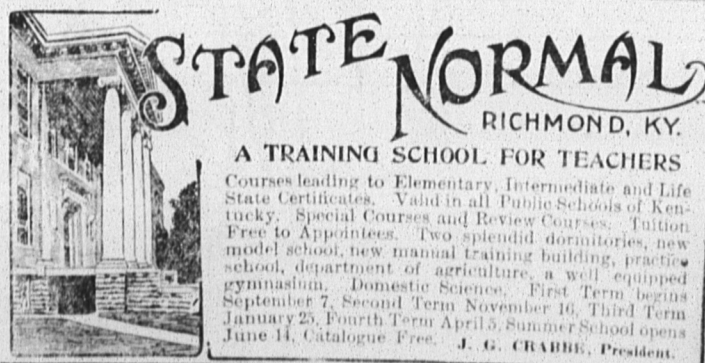 STATE NORMAL
RICHMOND, KY.
A TRAINING SCHOOL FOR TEACHERS
Courses leading to Elementary, Intermediate and Life
State Certificates. Valid in all Public Schools of Ken-
tucky. Special Courses and Review Courses. Tuition
Free to Appointees. Two splendid dormitories, new
model school, new manual training building, practice
school, department of agriculture, a well equipped
gymnasium. Domestic Science. First Term begins
September 7, Second Term November 16, Third Term
January 25, Fourth Term April 5, Summer School opens
June 14, Catalogue Free. J. G. CRABBE, President.